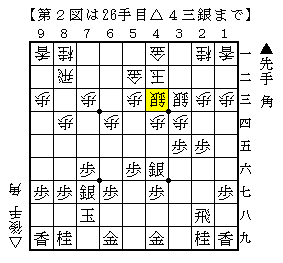 【第２図は26手目△４三銀まで】
９ ８ ７ ６ ５ ４ ３ ２ １
香 桂 金 桂 香 一
飛 金 玉 二
歩 歩 歩 銀 銀 歩 歩 三
歩 歩 歩 歩 四
歩 歩 五
歩 歩 銀 六
歩 歩 銀 歩 歩 歩 七
玉 飛 八
香 桂 金 金 桂 香 九
▲先手 角
△後手 角